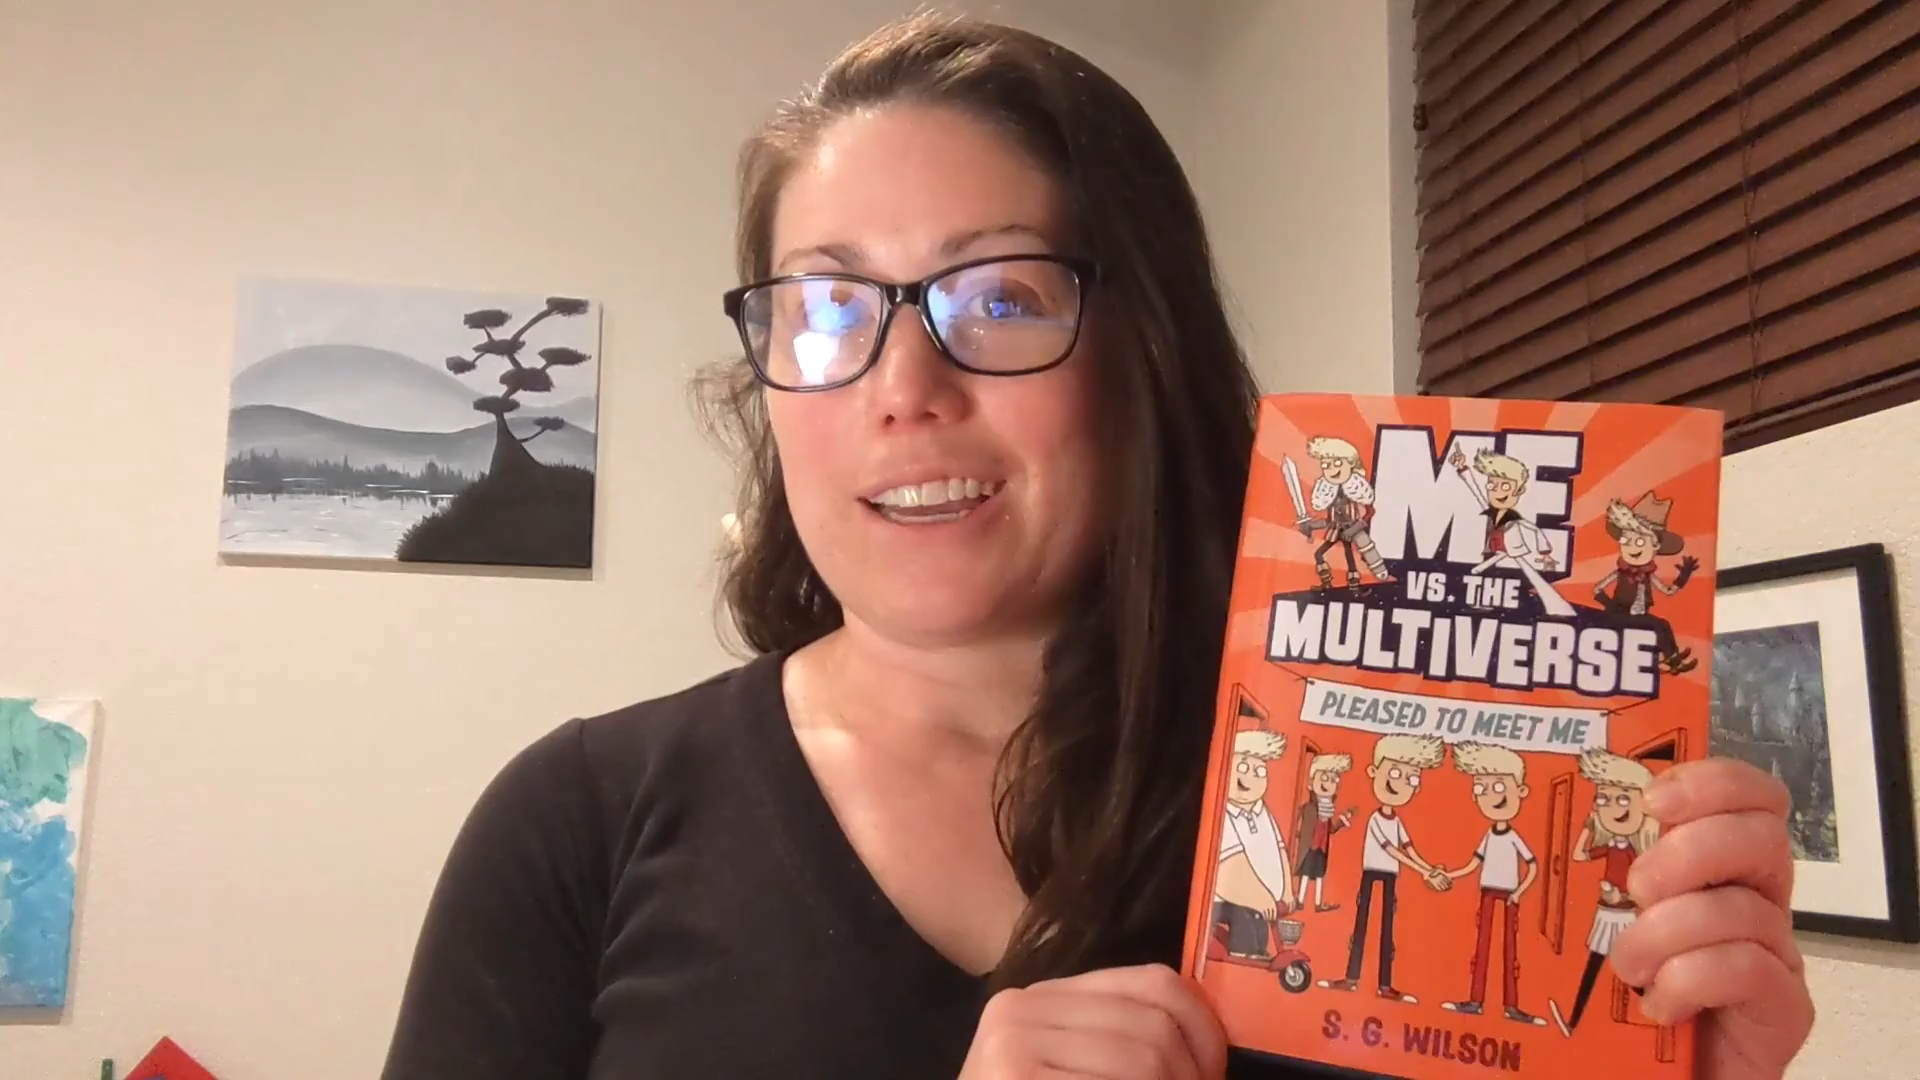 ME
VS. THE
MULTIVERSE
PLEASED TO MEET ME
S. G. WILSON